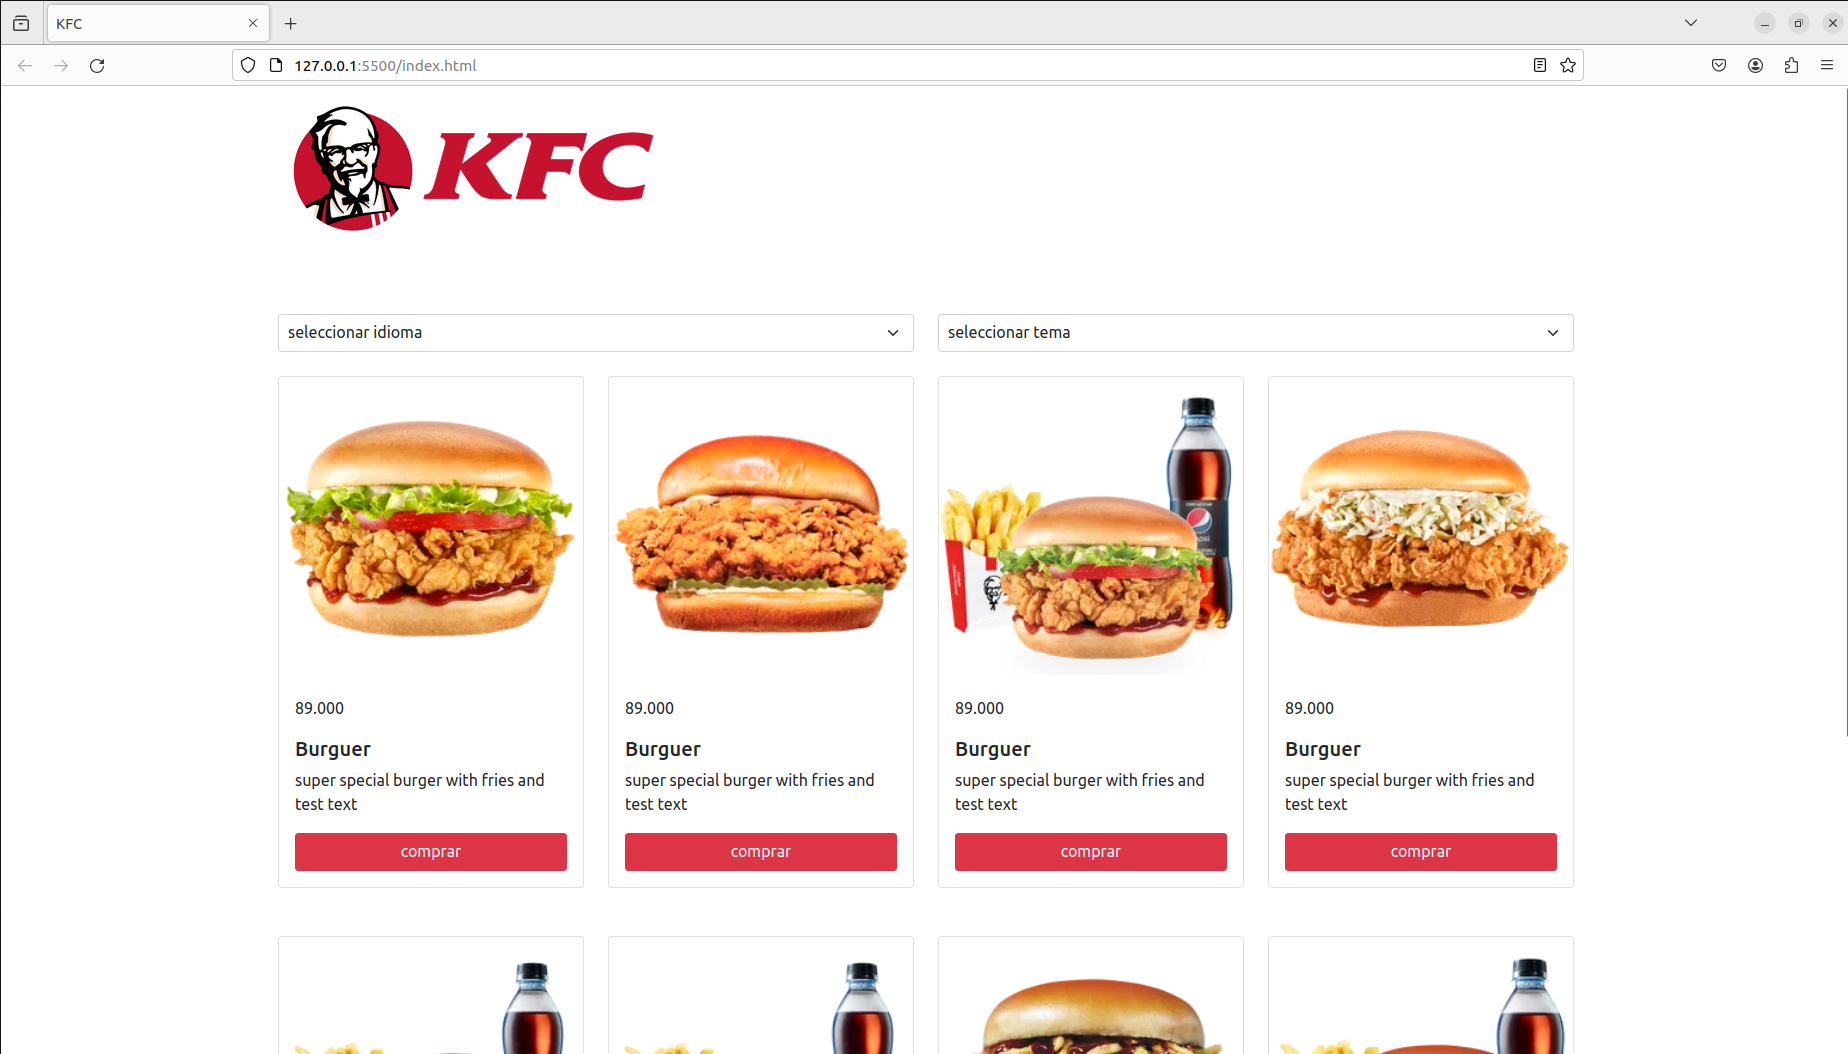 KFC
127.0.0.1:5500/index.html
KFC
seleccionar idioma
seleccionar tema
89.000
Burguer
super special burger with fries and
test text
comprar
89.000
Burguer
super special burger with fries and
test text
comprar
89.000
Burguer
super special burger with fries and
test text
comprar
89.000
Burguer
super special burger with fries and
test text
comprar